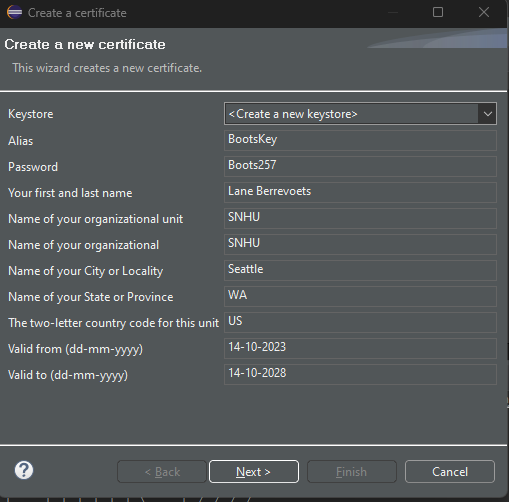 Create a certificate
Create a new certificate
This wizard creates a new certificate.
Keystore <Create a new keystore>
Alias BootsKey
Password Boots257
Your first and last name Lane Berrevoets
Name of your organizational unit SNHU
Name of your organizational SNHU
Name of your City or Locality Seattle
Name of your State or Province WA
The two-letter country code for this unit US
Valid from (dd-mm-yyyy) 14-10-2023
Valid to (dd-mm-yyyy) 14-10-2028
? < Back Next > Finish Cancel